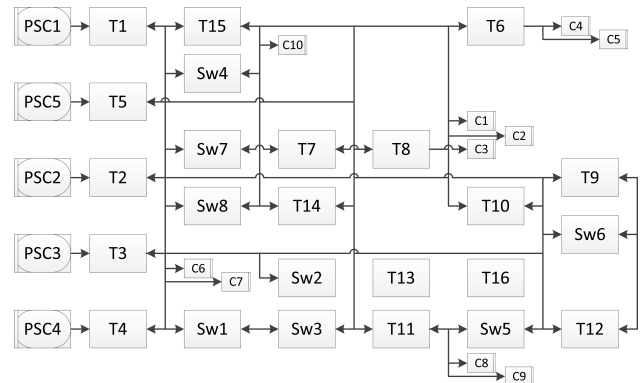 PSC1 T1 T15 T6 C4
C5
C10
Sw4
PSC5 T5
C1
C2
Sw7 T7 T8 C3
PSC2 T2 T9
Sw8 T14 T10
Sw6
PSC3 T3
C6 Sw2 T13 T16
C7
PSC4 T4 Sw1 Sw3 T11 Sw5 T12
C8
C9